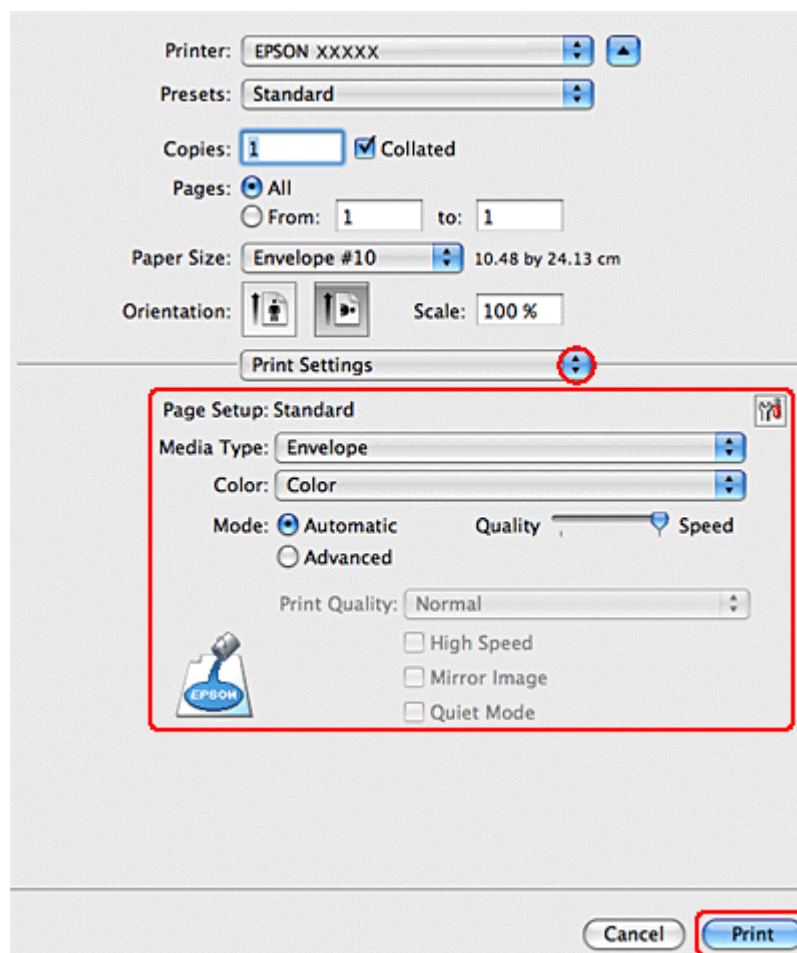 Printer: EPSON XXXXX
Presets: Standard
Copies: 1 Collated
Pages: All
From: 1 to: 1
Paper Size: Envelope #10 10.48 by 24.13 cm
Orientation: Scale: 100 %
Print Settings
Page Setup: Standard
Media Type: Envelope
Color: Color
Mode: Automatic Quality Speed
Advanced
Print Quality: Normal
High Speed
Mirror Image
EPSON
Quiet Mode
Cancel Print